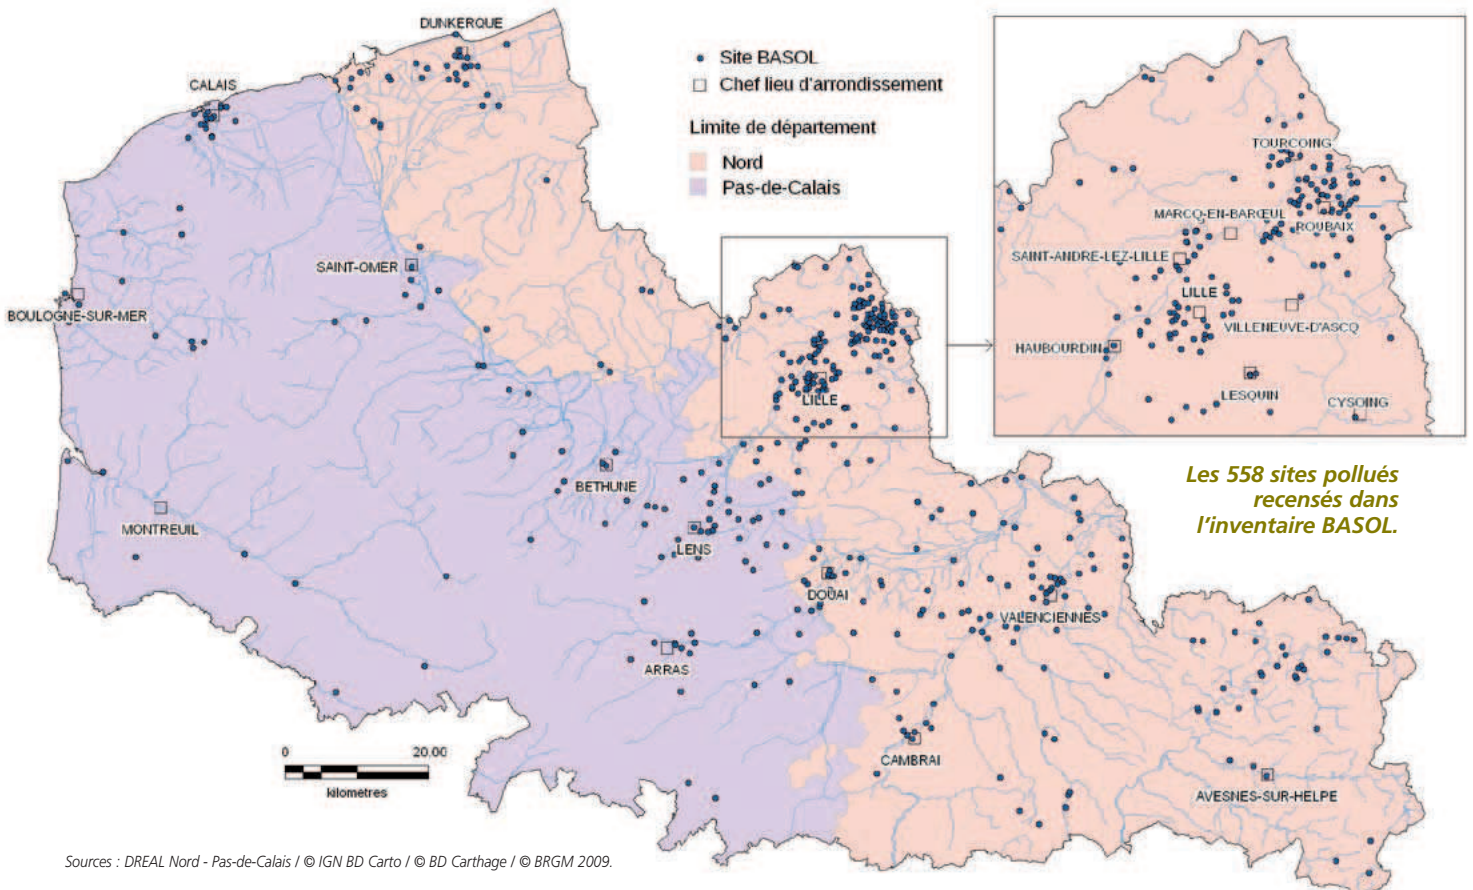 DUNKERQUE
CALAIS
Site BASOL
Chef lieu d'arrondissement
Limite de département
Nord
Pas-de-Calais
TOURCOING
MARCQ-EN-BARŒUL
ROUBAIX
SAINT-ANDRE-LEZ-LILLE
LILLE
VILLENEUVE-D'ASCQ
HAUBOURDIN
LESQUIN
CYSOING
SAINT-OMER
BOULOGNE-SUR-MER
LILLE
Les 558 sites pollués
recensés dans
l'inventaire BASOL.
BETHUNE
MONTREUIL
LENS
DOUAI
VALENCIENNES
ARRAS
CAMBRAI
AVESNES-SUR-HELPE
0 20.00
kilometres
Sources : DREAL Nord - Pas-de-Calais / © IGN BD Carto / © BD Carthage / © BRGM 2009.